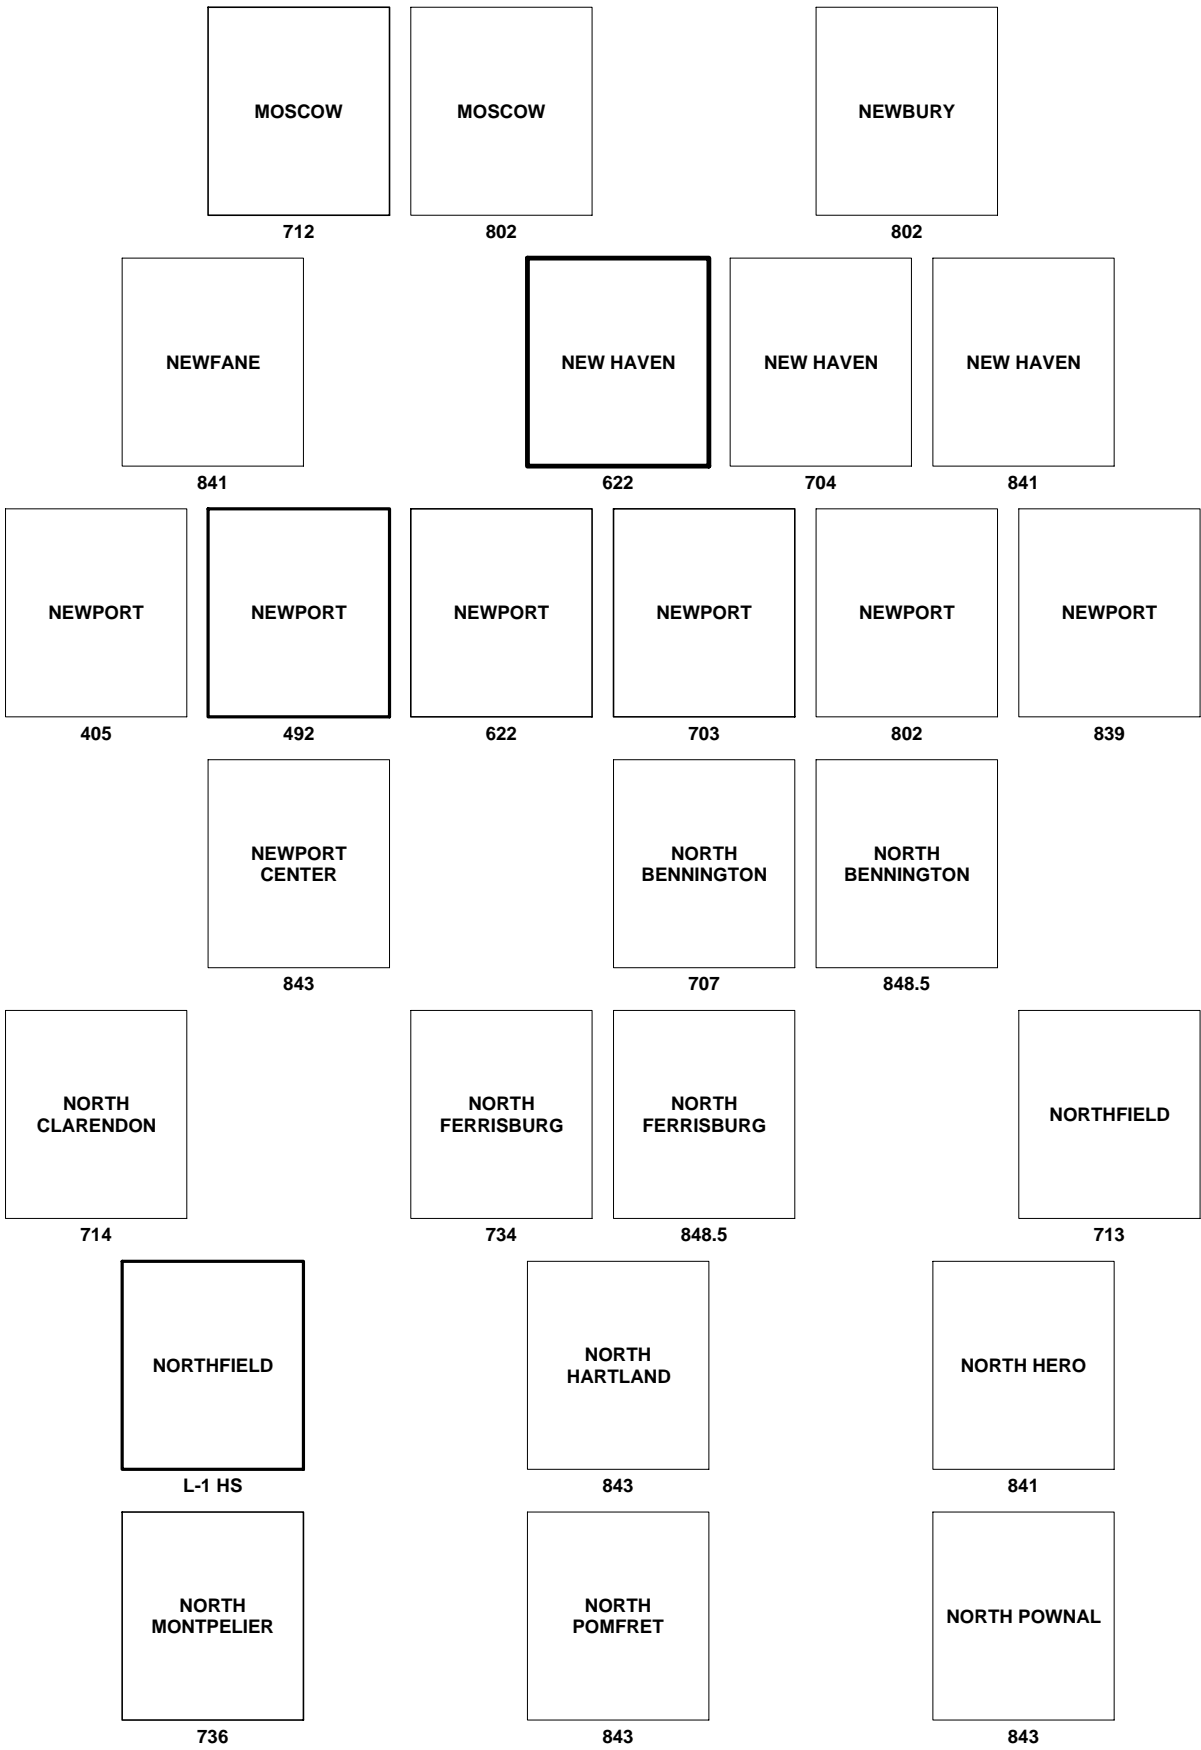 MOSCOW MOSCOW NEWBURY
712 802 802
NEWFANE NEW HAVEN NEW HAVEN NEW HAVEN
841 622 704 841
NEWPORT NEWPORT NEWPORT NEWPORT NEWPORT NEWPORT
405 492 622 703 802 839
NEWPORT
CENTER
NORTH
BENNINGTON
NORTH
BENNINGTON
843 707 848.5
NORTH
CLARENDON
NORTH
FERRISBURG
NORTH
FERRISBURG
NORTHFIELD
714 734 848.5 713
NORTHFIELD
NORTH
HARTLAND
NORTH HERO
L-1 HS 843 841
NORTH
MONTPELIER
NORTH
POMFRET
NORTH POWNAL
736 843 843